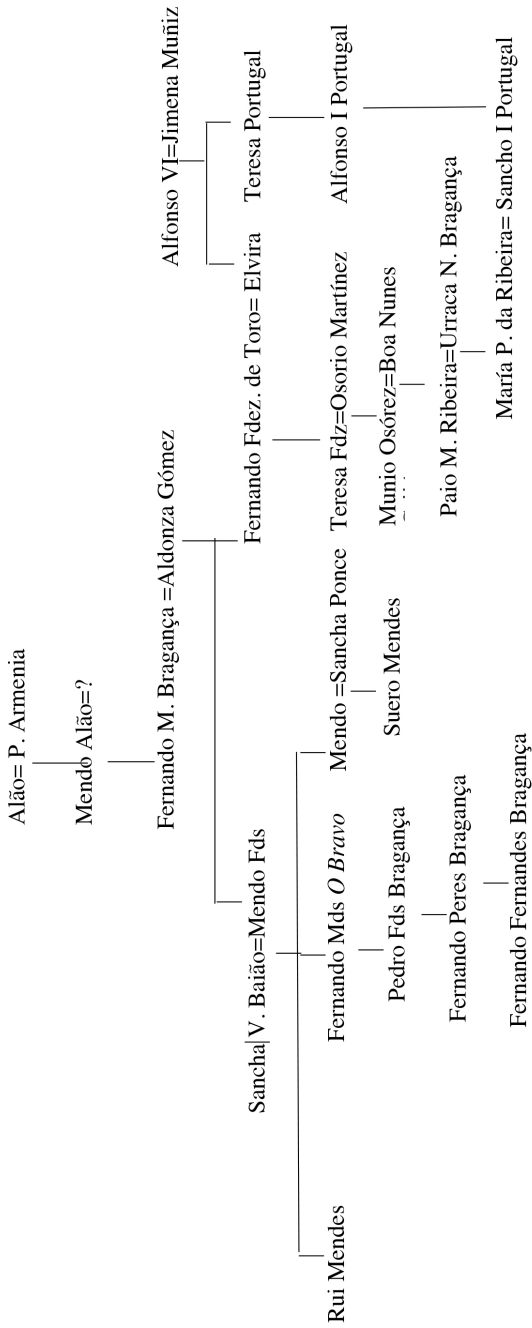 Alão= P. Armenia
Mendo Alão=?
Fernando M. Bragança =Aldonza Gómez
Alfonso VI=Jimena Muñiz
Sancha V. Baião=Mendo Fds
Fernando Fdez. de Toro= Elvira
Teresa Portugal
Rui Mendes
Fernando Mds O Bravo
Mendo =Sancha Ponce
Teresa Fdz=Osorio Martínez
Alfonso I Portugal
Pedro Fds Bragança
Suero Mendes
Munio Osórez=Boa Nunes
Fernando Peres Bragança
Paio M. Ribeira=Urraca N. Bragança
Fernando Fernandes Bragança
María P. da Ribeira= Sancho I Portugal